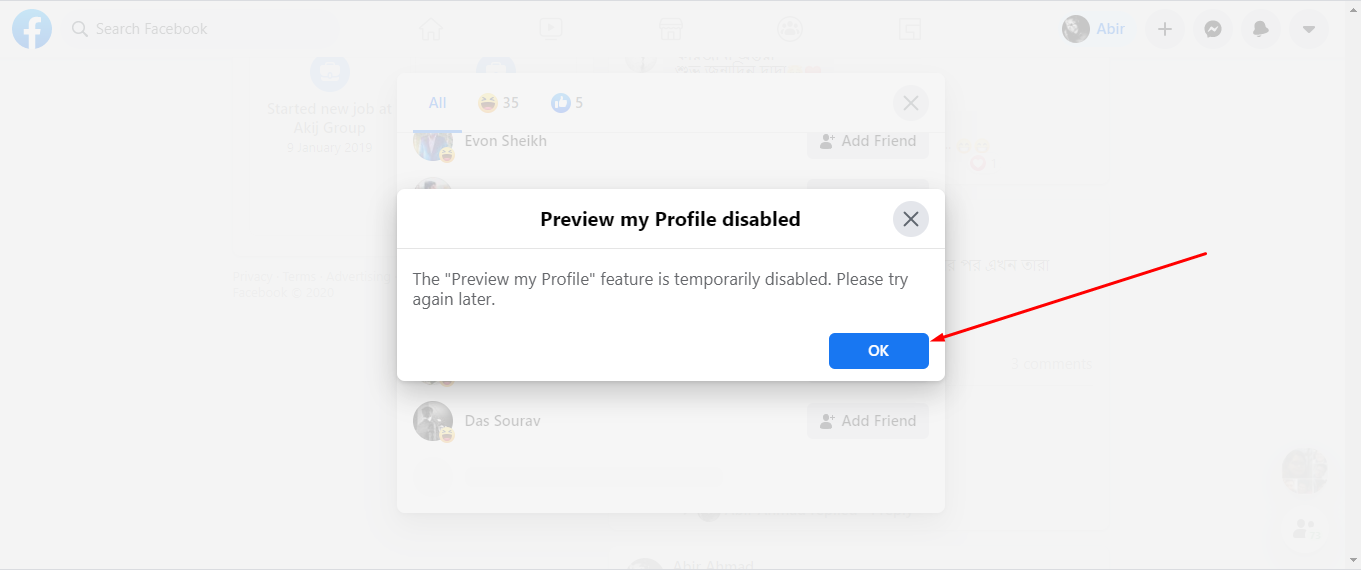 Search Facebook
Abir
Started new job at
Akij Group
9 January 2019
All
35
5
Evon Sheikh
Add Friend
Preview my Profile disabled
The "Preview my Profile" feature is temporarily disabled. Please try
again later.
OK
Privacy · Terms · Advertising
Facebook © 2020
এখন তারা
3 comments
Das Sourav
Add Friend
Abir Ahmad